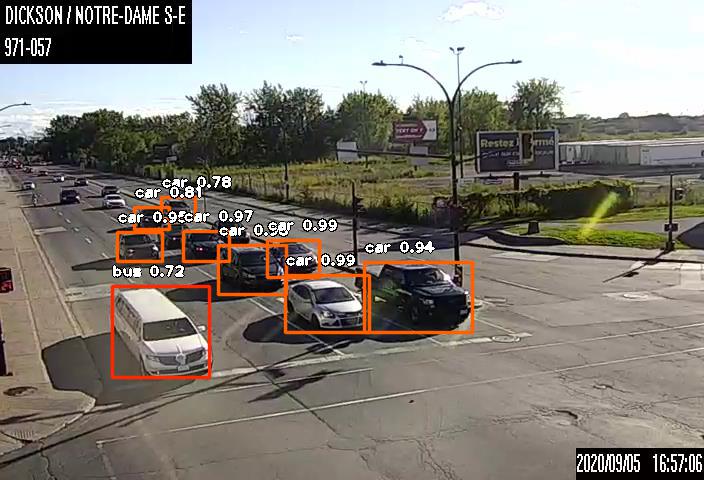 DICKSON / NOTRE-DAME S-E
971-057
car 0.78
car 0.81
car 0.95
car 0.97
car 0.99
car 0.99
car 0.94
bus 0.72
Restez
2020/09/05 16:57:06